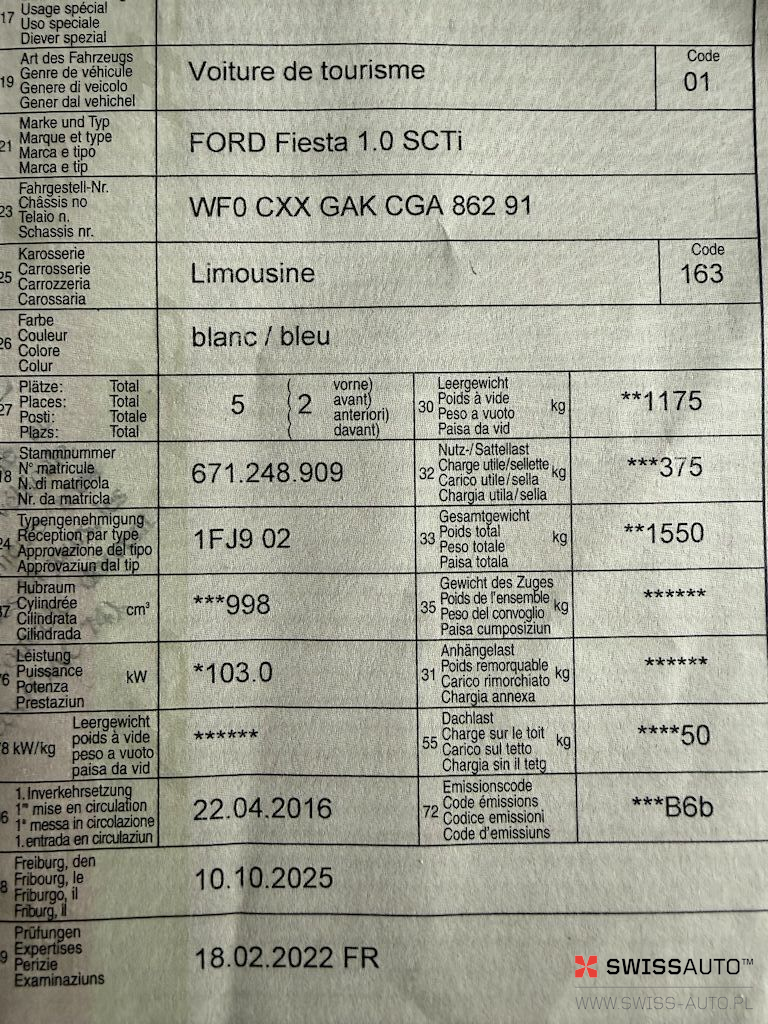 17 Usage spécial
Uso speciale
Diever spezial
19 Art des Fahrzeugs
Genre de véhicule
Genere di veicolo
Gener dal vehichel
Voiture de tourisme
Code
01
21 Marke und Typ
Marque et type
Marca e tipo
Marca e tip
FORD Fiesta 1.0 SCTi
23 Fahrgestell-Nr.
Châssis no
Telaio n.
Schassis nr.
WF0 CXX GAK CGA 862 91
25 Karosserie
Carrosserie
Carrozzeria
Carossaria
Limousine
Code
163
26 Farbe
Couleur
Colore
Colur
blanc / bleu
27 Plätze: Total
Places: Total
Posti: Totale
Plazs: Total
5
( 2 vorne)
avant)
anteriori)
davant)
30 Leergewicht
Poids à vide
Peso a vuoto
Paisa da vid
kg
**1175
18 Stammnummer
N° matricule
N. di matricola
Nr. da matricla
671.248.909
32 Nutz-/Sattellast
Charge utile/sellette
Carico utile/sella
Chargia utila/sella
kg
***375
24 Typengenehmigung
Réception par type
Approvazione del tipo
Approvaziun dal tip
1FJ9 02
33 Gesamtgewicht
Poids total
Peso totale
Paisa totala
kg
**1550
37 Hubraum
Cylindrée
Cilindrata
Cilindrada
cm³
***998
35 Gewicht des Zuges
Poids de l'ensemble
Peso del convoglio
Paisa cumposiziun
kg
******
76 Leistung
Puissance
Potenza
Prestaziun
kW
*103.0
31 Anhängelast
Poids remorquable
Carico rimorchiato
Chargia annexa
kg
******
78 kW/kg
Leergewicht
poids à vide
peso a vuoto
paisa da vid
******
55 Dachlast
Charge sur le toit
Carico sul tetto
Chargia sin il tetg
kg
****50
36 1.Inverkehrsetzung
1re mise en circulation
1a messa in circolazione
1.entrada en circulaziun
22.04.2016
72 Emissionscode
Code émissions
Codice emissioni
Code d'emissiuns
***B6b
8 Freiburg, den
Fribourg, le
Friburgo, il
Friburg, il
10.10.2025
9 Prüfungen
Expertises
Perizie
Examinaziuns
18.02.2022 FR
SWISSAUTO™
WWW.SWISS-AUTO.PL